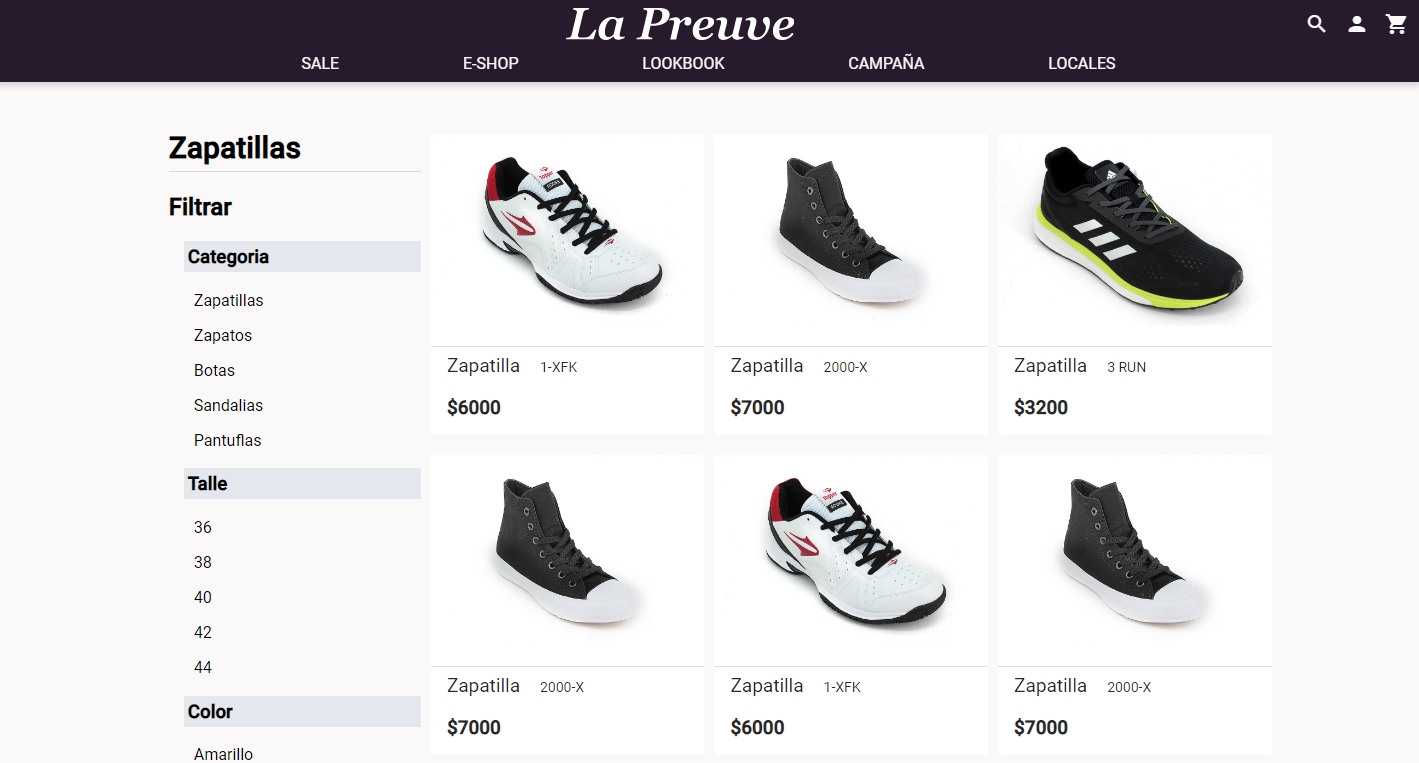 La Preuve
SALE E-SHOP LOOKBOOK CAMPAÑA LOCALES
Zapatillas
Filtrar
Categoria
Zapatillas
Zapatos
Botas
Sandalias
Pantuflas
Talle
36
38
40
42
44
Color
Amarillo
topper
Zapatilla 1-XFK
$6000
Zapatilla 2000-X
$7000
Zapatilla 3 RUN
$3200
Zapatilla 2000-X
$7000
topper
Zapatilla 1-XFK
$6000
Zapatilla 2000-X
$7000